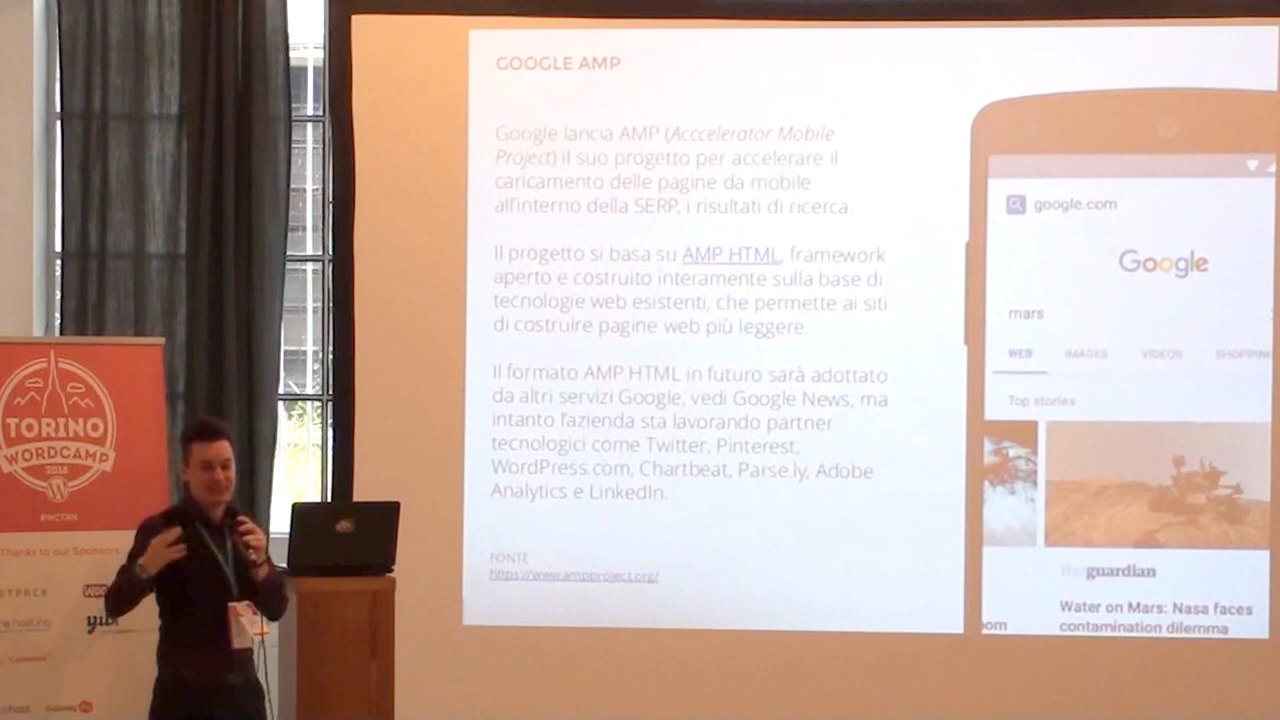 GOOGLE AMP
Google lancia AMP (Acccelerator Mobile
Project) il suo progetto per accelerare il
caricamento delle pagine da mobile
all'interno della SERP, i risultati di ricerca.
Il progetto si basa su AMP HTML, framework
aperto e costruito interamente sulla base di
tecnologie web esistenti, che permette ai siti
di costruire pagine web più leggere.
Il formato AMP HTML in futuro sarà adottato
da altri servizi Google, vedi Google News, ma
intanto l'azienda sta lavorando partner
tecnologici come Twitter, Pinterest,
WordPress.com, Chartbeat, Parse.ly, Adobe
Analytics e LinkedIn.
FONTE
https://www.ampproject.org/
google.com
Google
mars
WEB IMAGES VIDEOS SHOPPING
Top stories
theguardian
Water on Mars: Nasa faces
contamination dilemma
oom
TORINO
WORDCAMP
2016
#WCTRN
Thanks to our Sponsors
ETPACK
WOO
hosting
GoDaddy